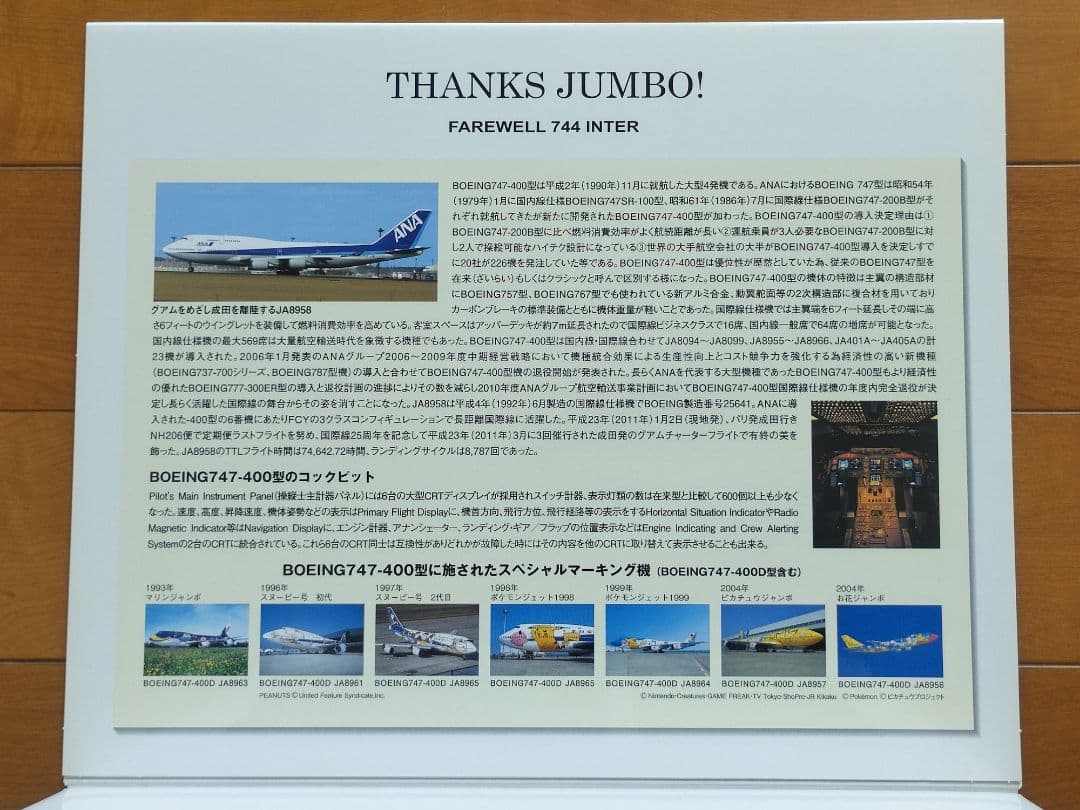 THANKS JUMBO!
FAREWELL 744 INTER
BOEING747-400型は平成2年(1990年)11月に就航した大型4発機である。ANAにおけるBOEING 747型は昭和54年
(1979年)1月に国内線仕様BOEING747SR-100型、昭和61年(1986年)7月に国際線仕様BOEING747-200B型がそ
れぞれ就航してきたが新たに開発されたBOEING747-400型が加わった。BOEING747-400型の導入決定理由は①
BOEING747-200B型に比べ燃料消費効率がよく航続距離が長い②運航乗員が3人必要なBOEING747-200B型に対
し2人で操縦可能なハイテク設計になっている③世界の大手航空会社の大半がBOEING747-400型導入を決定しすで
に20社が226機を発注していた等である。BOEING747-400型は優位性が歴然としていた為、従来のBOEING747型を
在来(ざいらい)もしくはクラシックと呼んで区別する様になった。BOEING747-400型の機体の特徴は主翼の構造部材
にBOEING757型、BOEING767型でも使われている新アルミ合金、動翼舵面等の2次構造部に複合材を用いており
カーボンブレーキの標準装備とともに機体重量が軽いことであった。国際線仕様機では主翼端を6フィート延長しその端に高
グアムをめざし成田を離陸するJA8958
さ6フィートのウイングレットを装備して燃料消費効率を高めている。客室スペースはアッパーデッキが約7m延長されたので国際線ビジネスクラスで16席、国内線一般席で64席の増席が可能となった。
国内線仕様機の最大569席は大量航空輸送時代を象徴する機種でもあった。BOEING747-400型は国内線・国際線合わせてJA8094～JA8099、JA8955～JA8966、JA401A～JA405Aの計
23機が導入された。2006年1月発表のANAグループ2006～2009年度中期経営戦略において機種統合効果による生産性向上とコスト競争力を強化する為経済性の高い新機種
(BOEING737-700シリーズ、BOEING787型機)の導入と合わせてBOEING747型機の退役開始が発表された。長らくANAを代表する大型機種であったBOEING747-400型もより経済性
の優れたBOEING777-300ER型の導入と退役計画の進捗によりその数を減らし2010年度ANAグループ航空輸送事業計画においてBOEING747-400型国際線仕様機の年度内完全退役が決
定し長らく活躍した国際線の舞台からその姿を消すことになった。JA8958は平成4年(1992年)6月製造の国際仕様機でBOEING製造番号25641。ANAに導
入された-400型の6番機にあたりFCYの3クラスコンフィギュレーションで長距離国際線に活躍した。平成23年(2011年)1月2日(現地発)、パリ発成田行き
NH206便で定期便ラストフライトを努め、国際線25周年を記念して平成23年(2011年)3月に3回催行された成田発のグアムチャーターフライトで有終の美を
飾った。JA8958のTTLフライト時間は74,642.72時間、ランディングサイクルは8,787回であった。
BOEING747-400型のコックピット
Pilot's Main Instrument Panel(操縦士主計器パネル)には6台の大型CRTディスプレイが採用されスイッチ計器、表示灯類の数は在来型と比較して600個以上も少なく
なった。速度、高度、昇降速度、機体姿勢などの表示はPrimary Flight Displayに、機首方向、飛行方位、飛行経路等の表示をするHorizontal Situation IndicatorやRadio
Magnetic Indicator等はNavigation Displayに、エンジン計器、アナンシェーター、ランディング・ギア/フラップの位置表示などはEngine Indicating and Crew Alerting
Systemの2台のCRTに統合されている。これら6台のCRT同士は互換性がありどれかが故障した時にはその内容を他のCRTに取り替えて表示させることも出来る。
BOEING747-400型に施されたスペシャルマーキング機(BOEING747-400D型含む)
1993年
マリンジャンボ
BOEING747-400D JA8963
1996年
スヌーピー号 初代
BOEING747-400D JA8961
1997年
スヌーピー号 2代目
BOEING747-400D JA8965
1998年
ポケモンジェット1998
BOEING747-400D JA8965
1999年
ポケモンジェット1999
BOEING747-400D JA8964
2004年
ピカチュウジャンボ
BOEING747-400D JA8957
2004年
お花ジャンボ
BOEING747-400D JA8956
PEANUTS © United Feature Syndicate,Inc.
© Nintendo・Creatures・GAME FREAK・TV Tokyo・ShoPro・JR Kikaku © Pokémon © ピカチュウプロジェクト
ANA